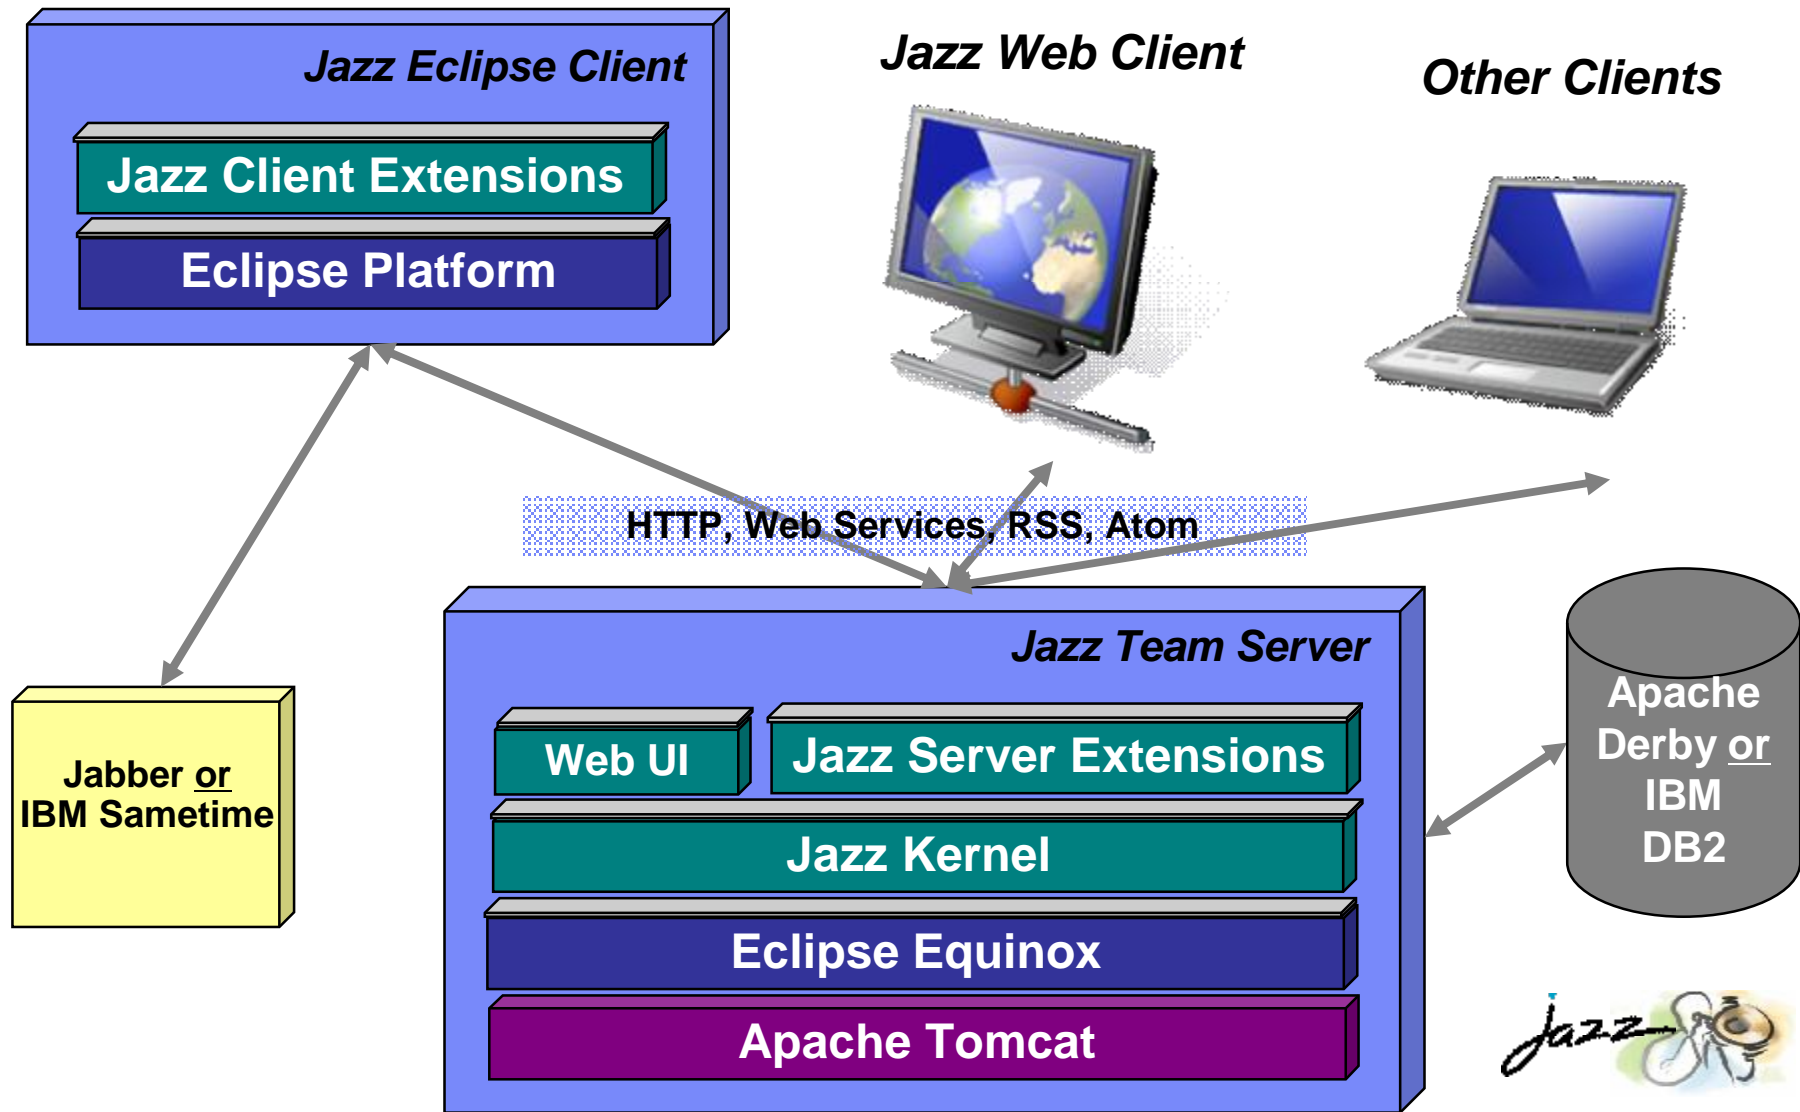 Jazz Eclipse Client
Jazz Client Extensions
Eclipse Platform
Jazz Web Client
Other Clients
HTTP, Web Services, RSS, Atom
Jabber or
IBM Sametime
Jazz Team Server
Web UI
Jazz Server Extensions
Jazz Kernel
Eclipse Equinox
Apache Tomcat
Apache
Derby or
IBM
DB2
jazz